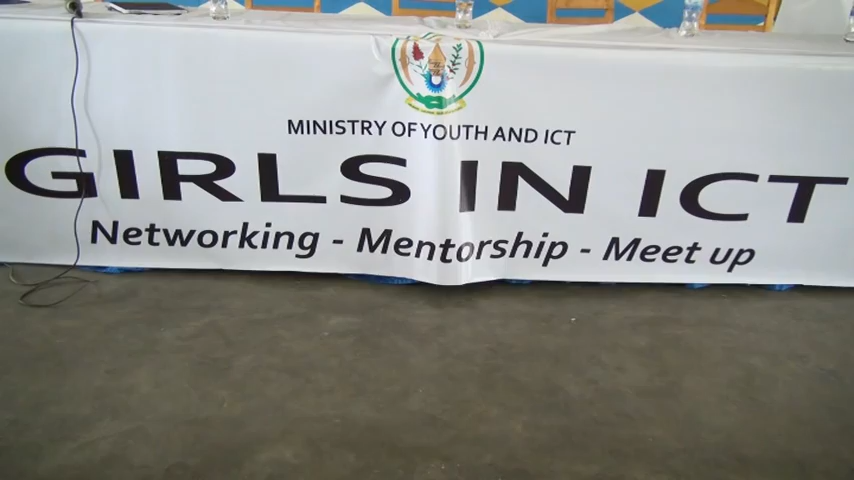 MINISTRY OF YOUTH AND ICT
GIRLS IN ICT
Networking - Mentorship - Meet up